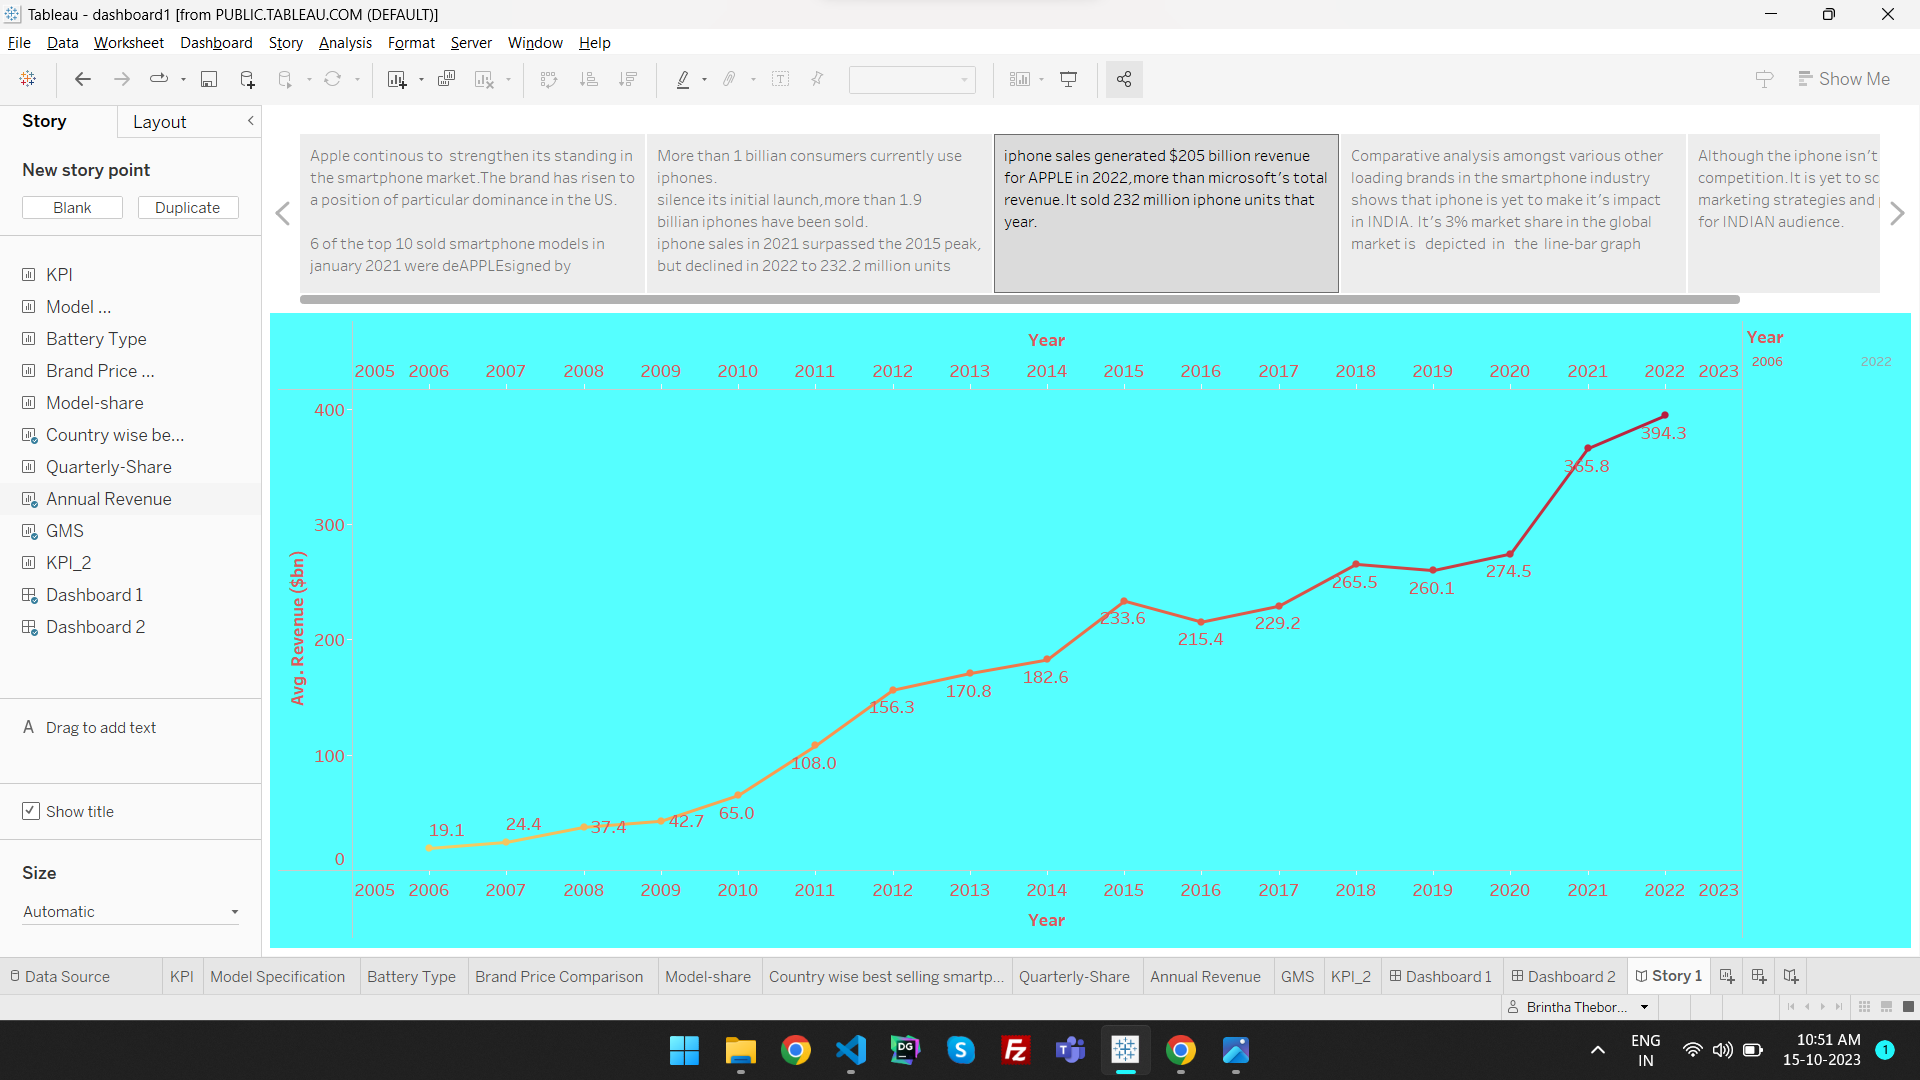 Tableau - dashboard1 [from PUBLIC.TABLEAU.COM (DEFAULT)]
File Data Worksheet Dashboard Story Analysis Format Server Window Help
Show Me
Story Layout
New story point
Blank Duplicate
KPI
Model ...
Battery Type
Brand Price ...
Model-share
Country wise be...
Quarterly-Share
Annual Revenue
GMS
KPI_2
Dashboard 1
Dashboard 2
A Drag to add text
Show title
Size
Automatic
Apple continous to strengthen its standing in
the smartphone market.The brand has risen to
a position of particular dominance in the US.
6 of the top 10 sold smartphone models in
january 2021 were deAPPLEsigned by
More than 1 billian consumers currently use
iphones.
silence its initial launch,more than 1.9
billian iphones have been sold.
iphone sales in 2021 surpassed the 2015 peak,
but declined in 2022 to 232.2 million units
iphone sales generated $205 billion revenue
for APPLE in 2022,more than microsoft's total
revenue.It sold 232 million iphone units that
year.
Comparative analysis amongst various other
loading brands in the smartphone industry
shows that iphone is yet to make it's impact
in INDIA. It's 3% market share in the global
market is depicted in the line-bar graph
Although the iphone isn't
competition.It is yet to sc
marketing strategies and
for INDIAN audience.
Year
2005 2006 2007 2008 2009 2010 2011 2012 2013 2014 2015 2016 2017 2018 2019 2020 2021 2022 2023
Year
2006 2022
Avg. Revenue ($bn)
400
300
200
100
0
19.1
24.4
37.4
42.7
65.0
108.0
156.3
170.8
182.6
233.6
215.4
229.2
265.5
260.1
274.5
365.8
394.3
2005 2006 2007 2008 2009 2010 2011 2012 2013 2014 2015 2016 2017 2018 2019 2020 2021 2022 2023
Year
Data Source KPI Model Specification Battery Type Brand Price Comparison Model-share Country wise best selling smartp... Quarterly-Share Annual Revenue GMS KPI_2 Dashboard 1 Dashboard 2 Story 1
Brintha Thebor...
DG
S
Fz
T
ENG
IN
10:51 AM
15-10-2023
1